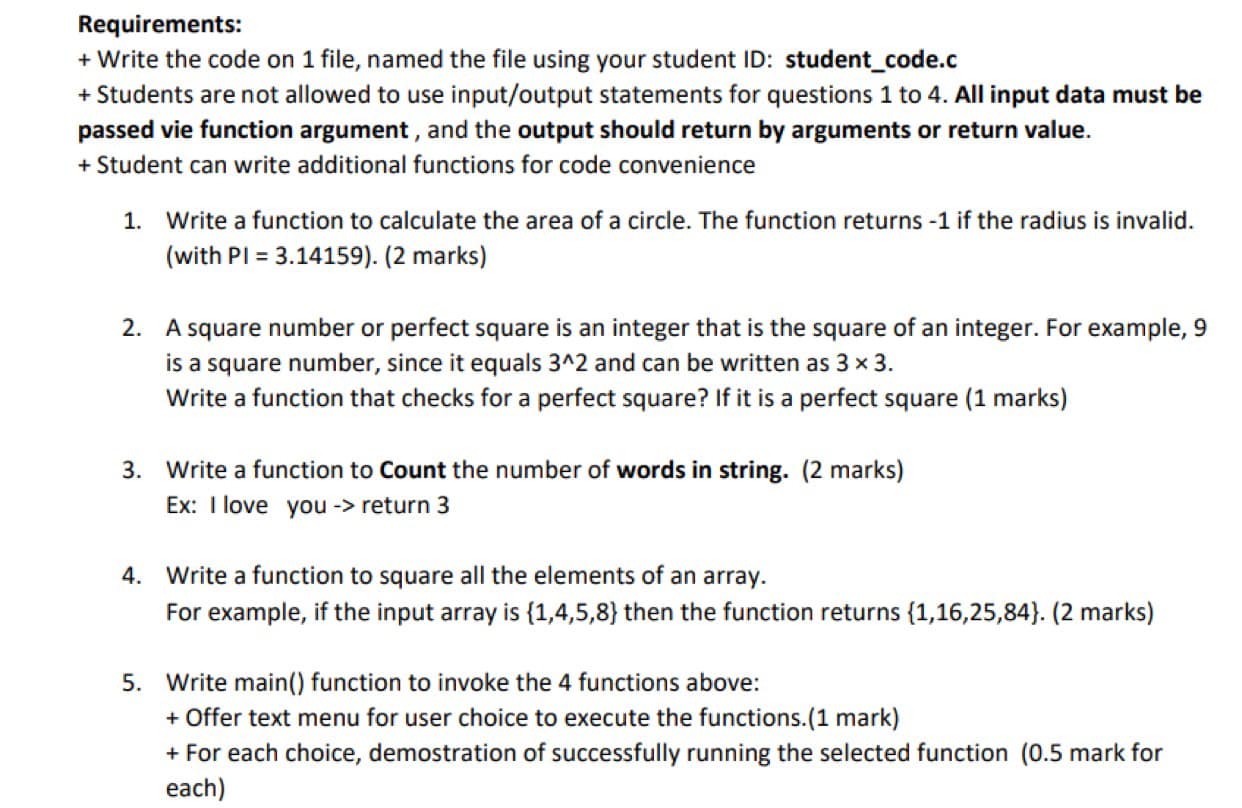 Requirements:
+ Write the code on 1 file, named the file using your student ID: student_code.c
+ Students are not allowed to use input/output statements for questions 1 to 4. All input data must be
passed vie function argument , and the output should return by arguments or return value.
+ Student can write additional functions for code convenience
1. Write a function to calculate the area of a circle. The function returns -1 if the radius is invalid.
(with PI = 3.14159). (2 marks)
2. A square number or perfect square is an integer that is the square of an integer. For example, 9
is a square number, since it equals 3^2 and can be written as 3 × 3.
Write a function that checks for a perfect square? If it is a perfect square (1 marks)
3. Write a function to Count the number of words in string. (2 marks)
Ex: I love you -> return 3
4. Write a function to square all the elements of an array.
For example, if the input array is {1,4,5,8} then the function returns {1,16,25,84}. (2 marks)
5. Write main() function to invoke the 4 functions above:
+ Offer text menu for user choice to execute the functions.(1 mark)
+ For each choice, demostration of successfully running the selected function (0.5 mark for
each)